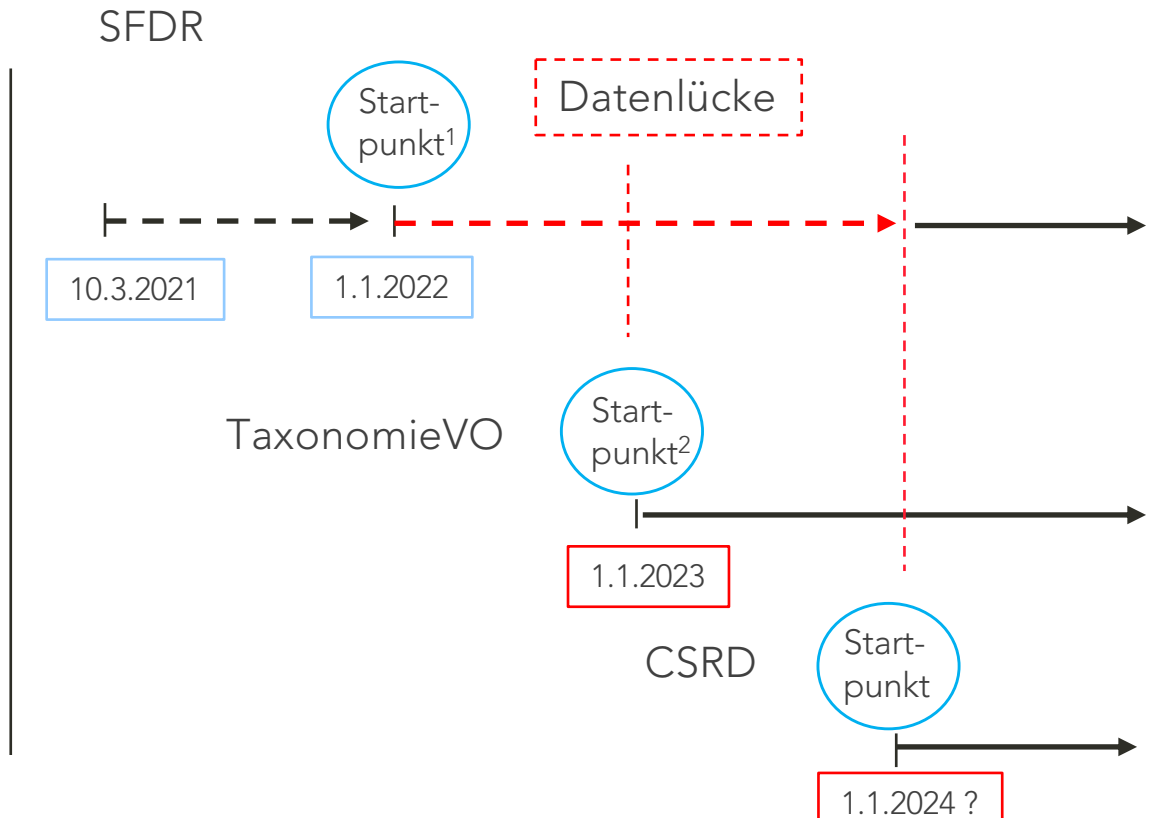 SFDR
Start-
punkt¹
Datenlücke
10.3.2021
1.1.2022
TaxonomieVO
Start-
punkt²
1.1.2023
CSRD
Start-
punkt
1.1.2024 ?